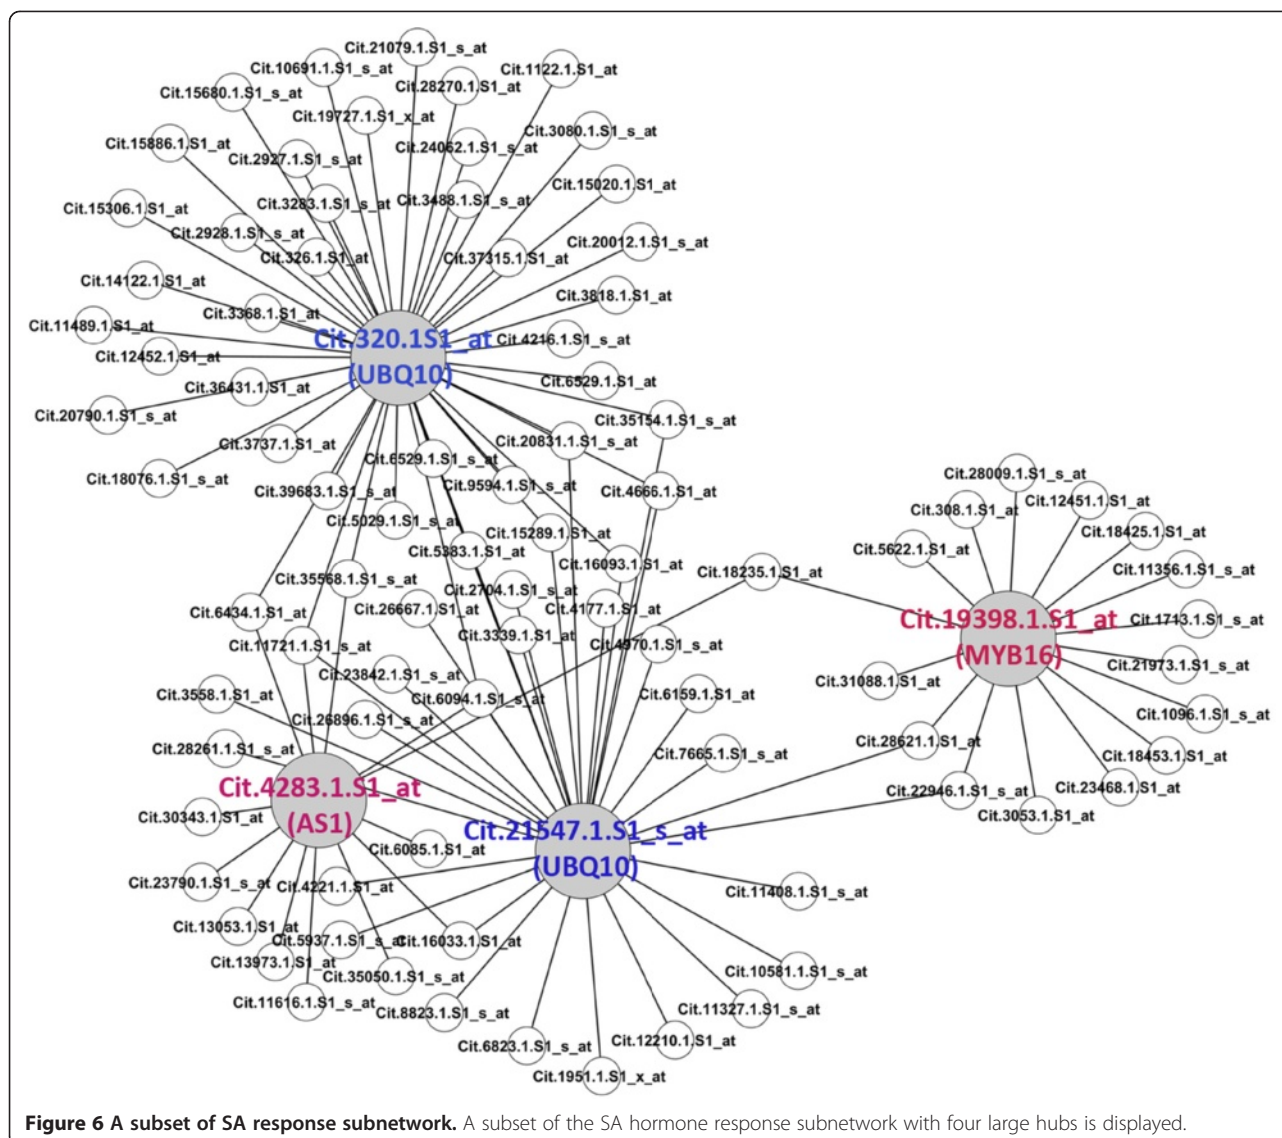 Cit.21079.1.S1_s_at
Cit.10691.1.S1_s_at
Cit.1122.1.S1_at
Cit.28270.1.S1_at
Cit.15680.1.S1_s_at
Cit.19727.1.S1_x_at
Cit.3080.1.S1_s_at
Cit.15886.1.S1_at
Cit.24062.1.S1_s_at
Cit.2927.1.S1_s_at
Cit.15020.1.S1_at
Cit.3283.1.S1_s_at
Cit.3488.1.S1_s_at
Cit.15306.1.S1_at
Cit.2928.1.S1_s_at
Cit.20012.1.S1_s_at
Cit.326.1.S1_at
Cit.37315.1.S1_at
Cit.14122.1.S1_at
Cit.3818.1.S1_at
Cit.3368.1.S1_at
Cit.11489.1.S1_at
Cit.320.1S1_at
(UBQ10)
Cit.4216.1.S1_s_at
Cit.12452.1.S1_at
Cit.6529.1.S1_at
Cit.36431.1.S1_at
Cit.20790.1.S1_s_at
Cit.35154.1.S1_s_at
Cit.3737.1.S1_at
Cit.20831.1.S1_s_at
Cit.6529.1.S1_s_at
Cit.18076.1.S1_s_at
Cit.9594.1.S1_s_at
Cit.39683.1.S1_s_at
Cit.4666.1.S1_at
Cit.28009.1.S1_s_at
Cit.12451.1.S1_at
Cit.308.1.S1_at
Cit.5029.1.S1_s_at
Cit.15289.1.S1_at
Cit.18425.1.S1_at
Cit.5383.1.S1_at
Cit.5622.1.S1_at
Cit.16093.1.S1_at
Cit.18235.1.S1_at
Cit.11356.1.S1_s_at
Cit.35568.1.S1_s_at
Cit.2704.1.S1_s_at
Cit.6434.1.S1_at
Cit.26667.1.S1_at
Cit.4177.1.S1_at
Cit.19398.1.S1_at
(MYB16)
Cit.1713.1.S1_s_at
Cit.3339.1.S1_at
Cit.11721.1.S1_s_at
Cit.4970.1.S1_s_at
Cit.21973.1.S1_s_at
Cit.23842.1.S1_s_at
Cit.31088.1.S1_at
Cit.3558.1.S1_at
Cit.6094.1.S1_s_at
Cit.6159.1.S1_at
Cit.1096.1.S1_s_at
Cit.26896.1.S1_s_at
Cit.28621.1.S1_at
Cit.28261.1.S1_s_at
Cit.7665.1.S1_s_at
Cit.18453.1.S1_at
Cit.4283.1.S1_at
(AS1)
Cit.22946.1.S1_s_at
Cit.23468.1.S1_at
Cit.30343.1.S1_at
Cit.3053.1.S1_at
Cit.21547.1.S1_s_at
(UBQ10)
Cit.6085.1.S1_at
Cit.23790.1.S1_s_at
Cit.4221.1.S1_at
Cit.11408.1.S1_s_at
Cit.13053.1.S1_at
Cit.5937.1.S1_s_at
Cit.16033.1.S1_at
Cit.13973.1.S1_at
Cit.35050.1.S1_s_at
Cit.10581.1.S1_s_at
Cit.11616.1.S1_s_at
Cit.8823.1.S1_s_at
Cit.11327.1.S1_s_at
Cit.6823.1.S1_s_at
Cit.12210.1.S1_at
Cit.1951.1.S1_x_at
Figure 6 A subset of SA response subnetwork. A subset of the SA hormone response subnetwork with four large hubs is displayed.